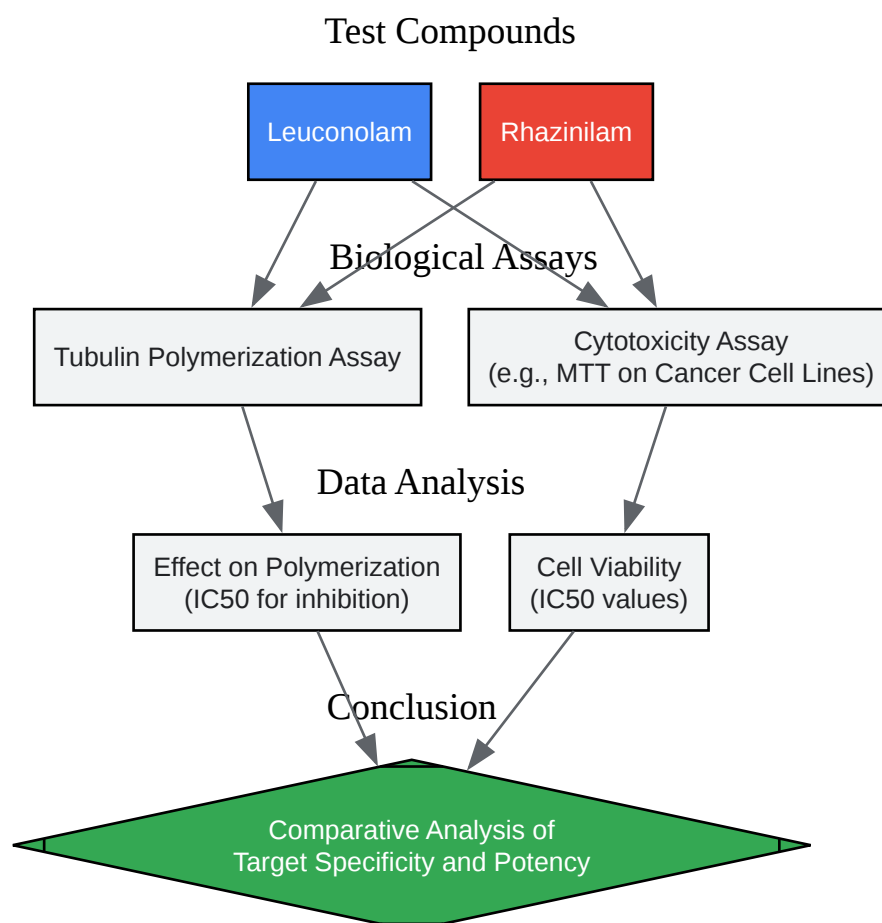 Test Compounds
Leuconolam
Rhazinilam
Biological Assays
Tubulin Polymerization Assay
Cytotoxicity Assay
(e.g., MTT on Cancer Cell Lines)
Data Analysis
Effect on Polymerization
(IC50 for inhibition)
Cell Viability
(IC50 values)
Conclusion
Comparative Analysis of
Target Specificity and Potency